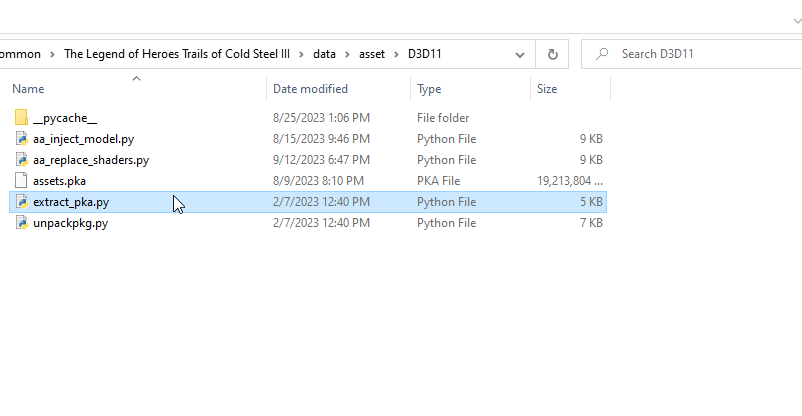 ommon > The Legend of Heroes Trails of Cold Steel III > data > asset > D3D11 Search D3D11
Name Date modified Type Size
__pycache__ 8/25/2023 1:06 PM File folder
aa_inject_model.py 8/15/2023 9:46 PM Python File 9 KB
aa_replace_shaders.py 9/12/2023 6:47 PM Python File 9 KB
assets.pka 8/9/2023 8:10 PM PKA File 19,213,804 ...
extract_pka.py 2/7/2023 12:40 PM Python File 5 KB
unpackpkg.py 2/7/2023 12:40 PM Python File 7 KB